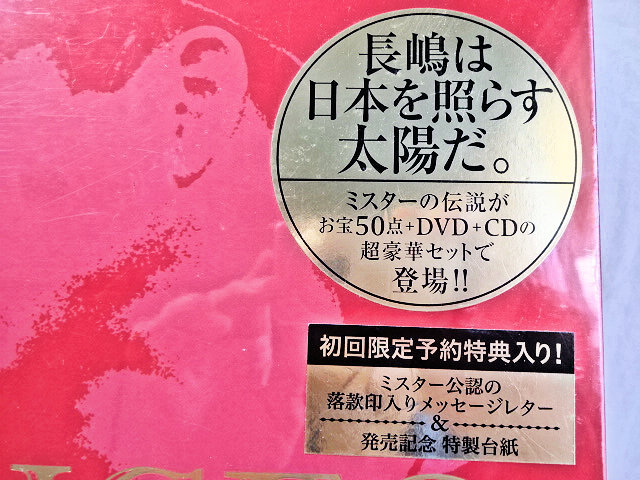 長嶋は
日本を照らす
太陽だ。
ミスターの伝説が
お宝50点+DVD+CDの
超豪華セットで
登場!!
初回限定予約特典入り!
ミスター公認の
落款印入りメッセージレター
&
発売記念 特製台紙